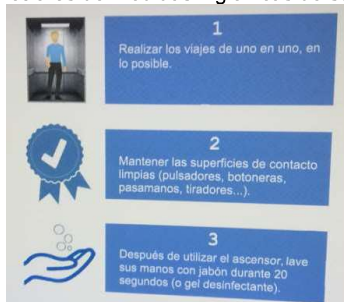 1
Realizar los viajes de uno en uno, en
lo posible.
2
Mantener las superficies de contacto
limpias (pulsadores, botoneras,
pasamanos, tiradores...).
3
Después de utilizar el ascensor, lave
sus manos con jabón durante 20
segundos (o gel desinfectante).